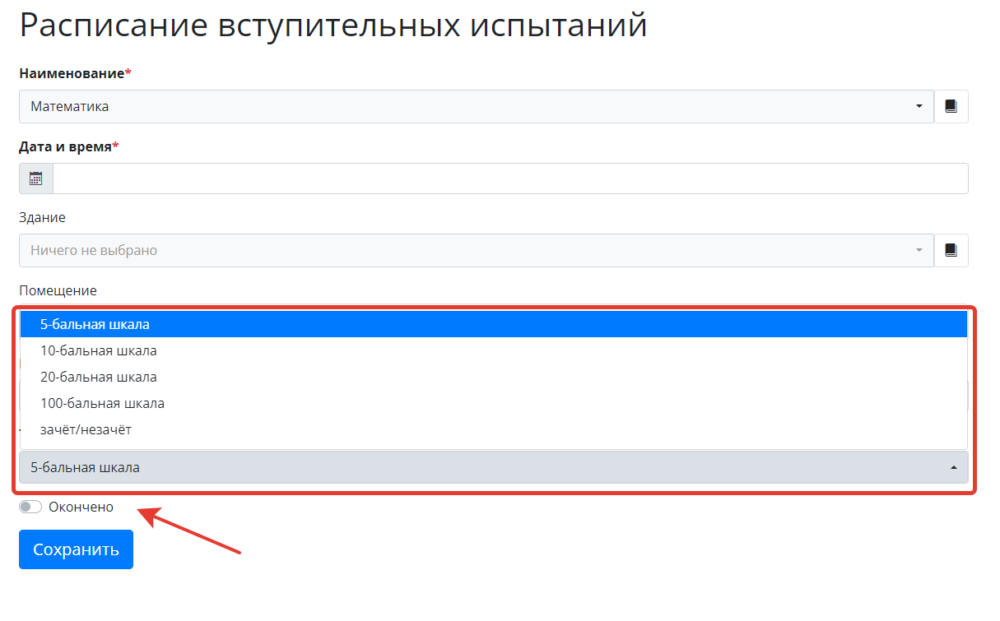 Расписание вступительных испытаний
Наименование*
Математика
Дата и время*
Здание
Ничего не выбрано
Помещение
5-бальная шкала
10-бальная шкала
20-бальная шкала
100-бальная шкала
зачёт/незачёт
5-бальная шкала
Окончено
Сохранить